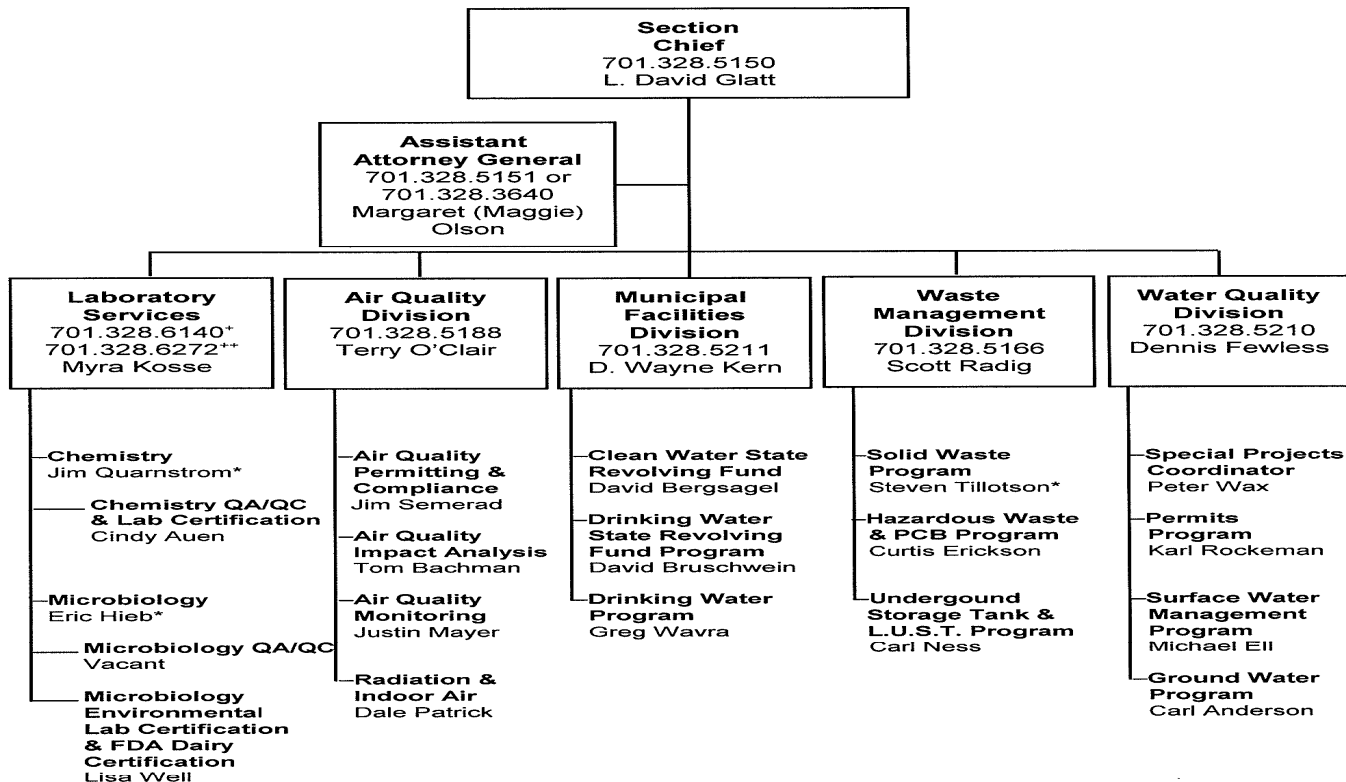 Section
Chief
701.328.5150
L. David Glatt
Assistant
Attorney General
701.328.5151 or
701.328.3640
Margaret (Maggie)
Olson
Laboratory
Services
701.328.6140+
701.328.6272++
Myra Kosse
Air Quality
Division
701.328.5188
Terry O'Clair
Municipal
Facilities
Division
701.328.5211
D. Wayne Kern
Waste
Management
Division
701.328.5166
Scott Radig
Water Quality
Division
701.328.5210
Dennis Fewless
Chemistry
Jim Quarnstrom*
Chemistry QA/QC
& Lab Certification
Cindy Auen
Microbiology
Eric Hieb*
Microbiology QA/QC
Vacant
Microbiology
Environmental
Lab Certification
& FDA Dairy
Certification
Lisa Well
Air Quality
Permitting &
Compliance
Jim Semerad
Air Quality
Impact Analysis
Tom Bachman
Air Quality
Monitoring
Justin Mayer
Radiation &
Indoor Air
Dale Patrick
Clean Water State
Revolving Fund
David Bergsagel
Drinking Water
State Revolving
Fund Program
David Bruschwein
Drinking Water
Program
Greg Wavra
Solid Waste
Program
Steven Tillotson*
Hazardous Waste
& PCB Program
Curtis Erickson
Undergound
Storage Tank &
L.U.S.T. Program
Carl Ness
Special Projects
Coordinator
Peter Wax
Permits
Program
Karl Rockeman
Surface Water
Management
Program
Michael Ell
Ground Water
Program
Carl Anderson